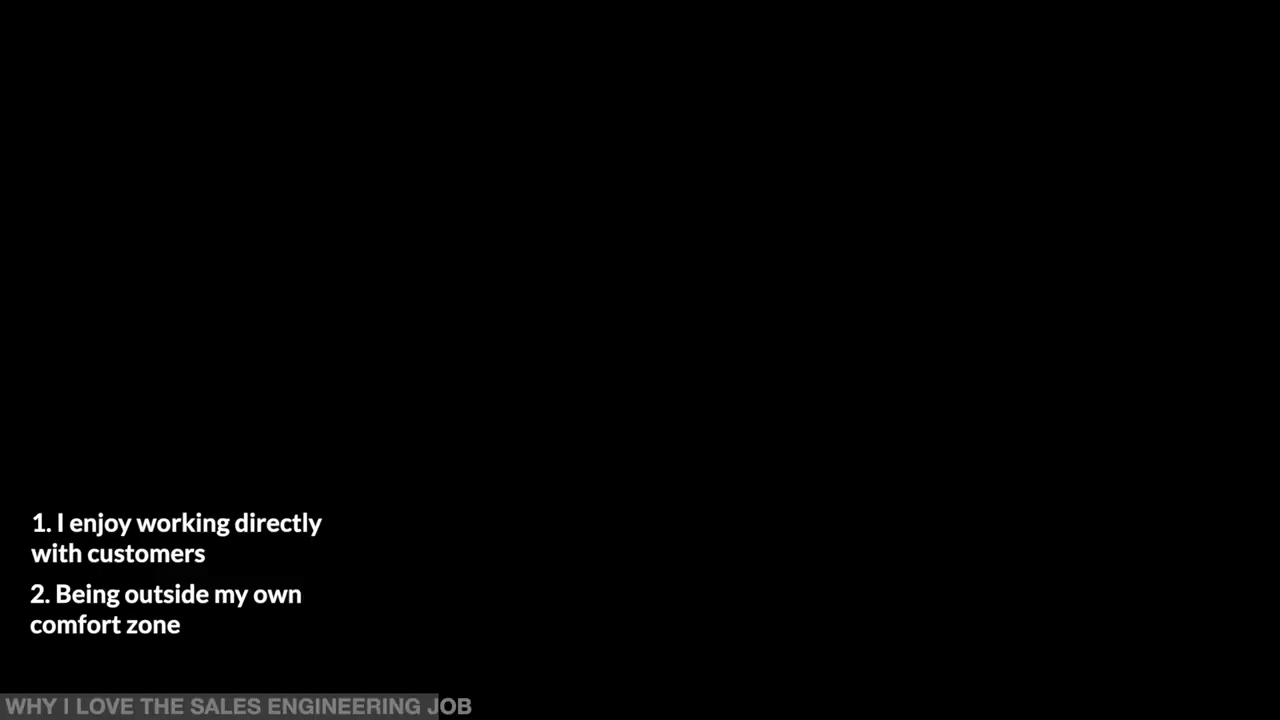 1. I enjoy working directly
with customers
2. Being outside my own
comfort zone
WHY I LOVE THE SALES ENGINEERING JOB